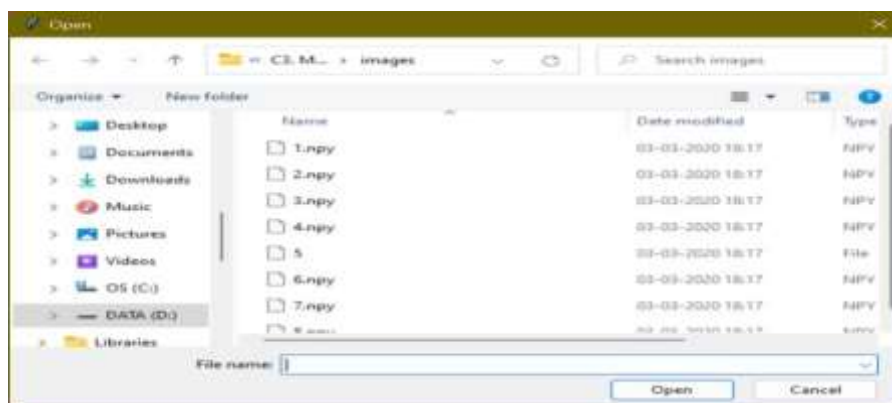 Open
« C3. M... › images
Search images
Organize
New folder
Name
Date modified
Type
Desktop
Documents
Downloads
Music
Pictures
Videos
OS (C:)
DATA (D:)
Libraries
1.npy 03-03-2020 18:17 NPY
2.npy 03-03-2020 18:17 NPY
3.npy 03-03-2020 18:17 NPY
4.npy 03-03-2020 18:17 NPY
5 03-03-2020 18:17 File
6.npy 03-03-2020 18:17 NPY
7.npy 03-03-2020 18:17 NPY
File name:
Open
Cancel